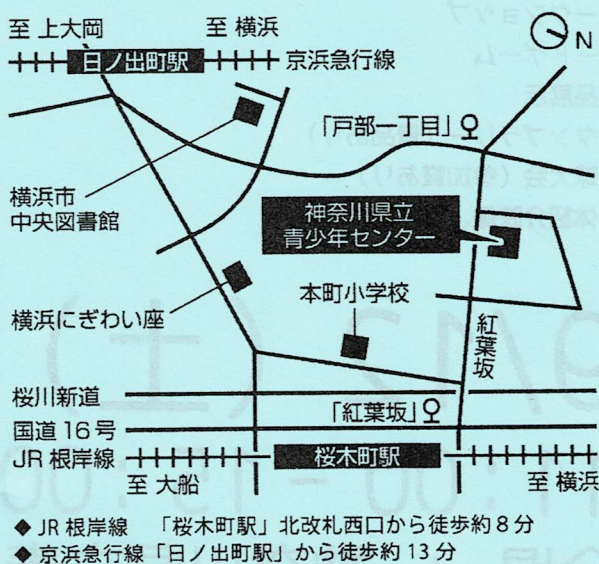 至 上大岡
至 横浜
N
日ノ出町駅
京浜急行線
「戸部一丁目」
横浜市
中央図書館
神奈川県立
青少年センター
横浜にぎわい座
本町小学校
紅葉坂
桜川新道
「紅葉坂」
国道16号
JR 根岸線
桜木町駅
至 大船
至 横浜
◆ JR 根岸線 「桜木町駅」北改札西口から徒歩約8分
◆ 京浜急行線「日ノ出町駅」から徒歩約13分